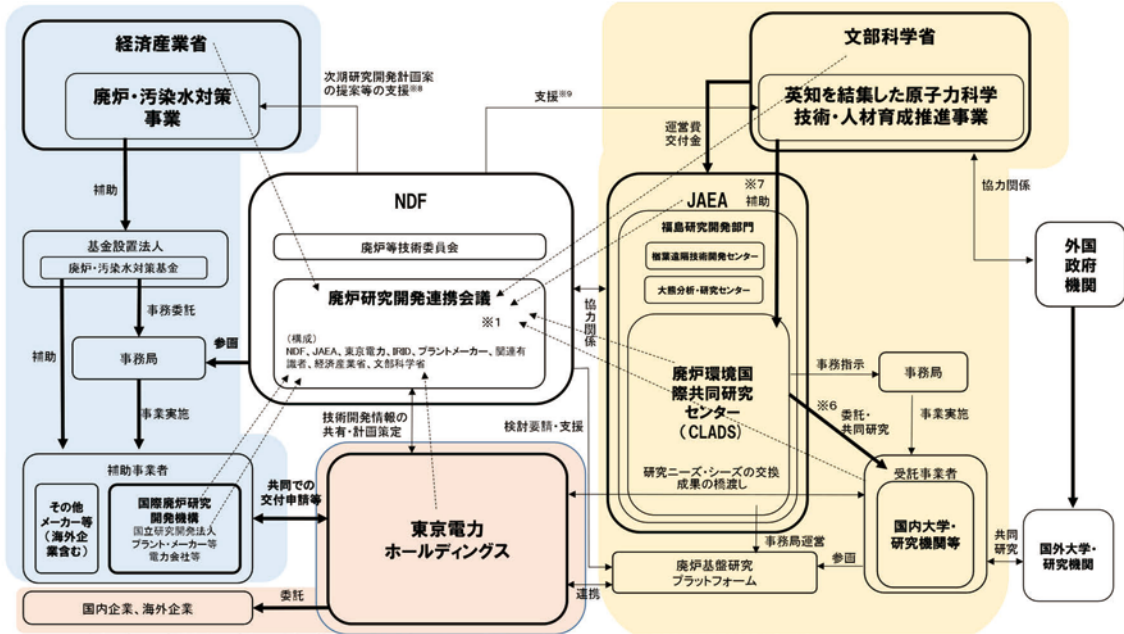 経済産業省
廃炉・汚染水対策
事業
次期研究開発計画案
の提案等の支援※8
支援※9
文部科学省
英知を結集した原子力科学
技術・人材育成推進事業
運営費
交付金
補助
NDF
廃炉等技術委員会
廃炉研究開発連携会議
※1
(構成)
NDF、JAEA、東京電力、IRID、プラントメーカー、関連有
識者、経済産業省、文部科学省
JAEA
※7
補助
福島研究開発部門
楢葉遠隔技術開発センター
大熊分析・研究センター
廃炉環境国
際共同研究
センター
(CLADS)
研究ニーズ・シーズの交換
成果の橋渡し
協力関係
協力関係
外国
政府
機関
基金設置法人
廃炉・汚染水対策基金
補助
事務委託
事務局
参画
事業実施
事務指示
事務局
※6
委託・
共同研究
事業実施
技術開発情報の
共有・計画策定
検討要請・支援
補助事業者
その他
メーカー等
(海外企
業含む)
国際廃炉研究
開発機構
国立研究開発法人
プラント・メーカー等
電力会社等
共同での
交付申請等
東京電力
ホールディングス
受託事業者
国内大学・
研究機関等
共同
研究
国外大学・
研究機関
事務局運営
廃炉基盤研究
プラットフォーム
参画
連携
委託
国内企業、海外企業